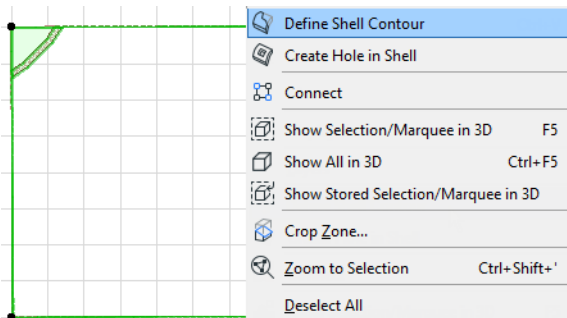 Define Shell Contour
Create Hole in Shell
Connect
Show Selection/Marquee in 3D F5
Show All in 3D Ctrl+F5
Show Stored Selection/Marquee in 3D
Crop Zone...
Zoom to Selection Ctrl+Shift+'
Deselect All